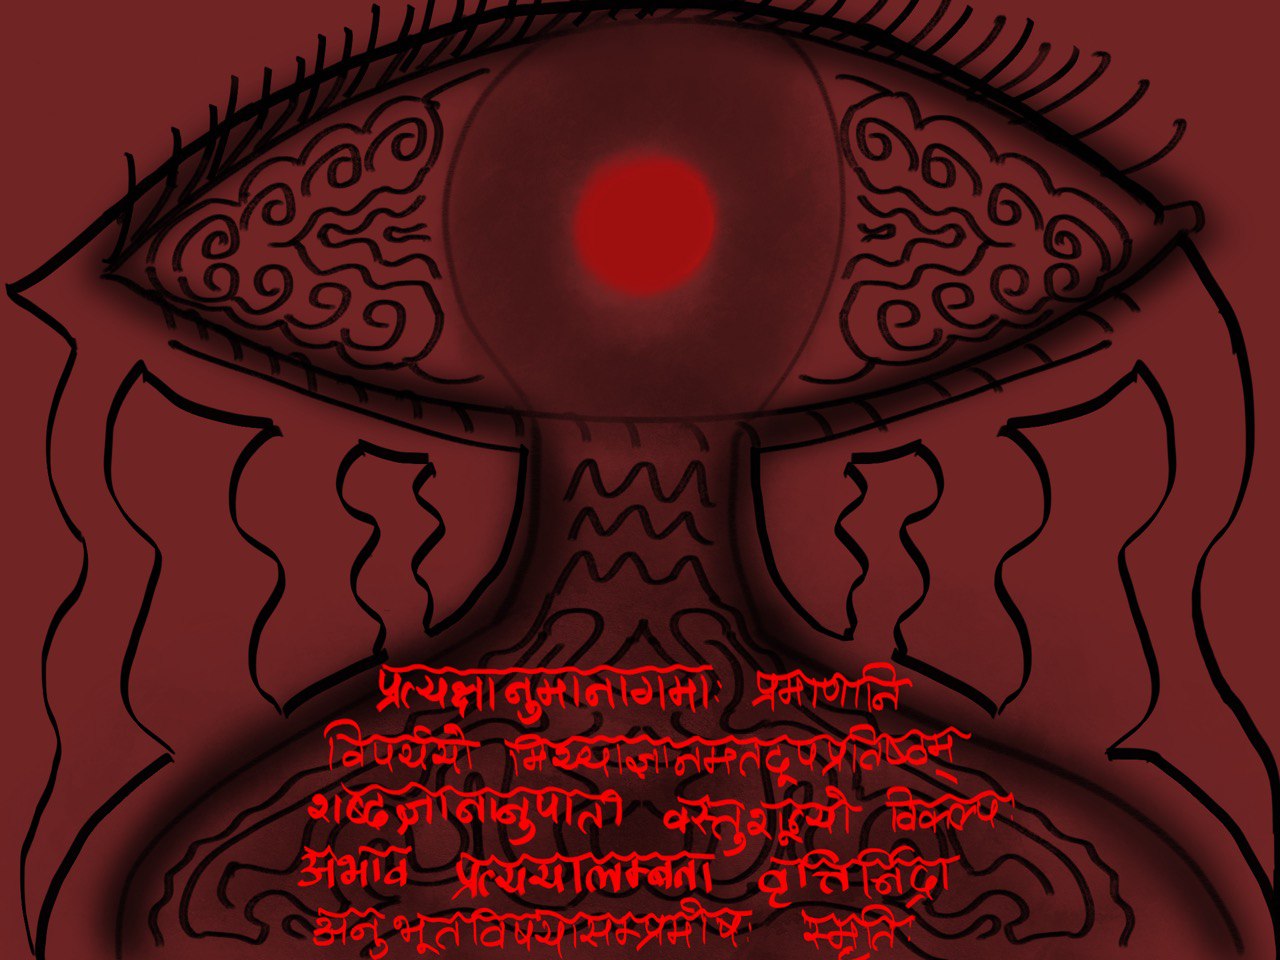 प्रत्यक्षानुमानागमाः प्रमाणानि
विपर्ययो मिथ्याज्ञानमतद्रूपप्रतिष्ठम्
शब्दज्ञानानुपाती वस्तुशून्यो विकल्पः
अभाव प्रत्ययालम्बना वृत्तिर्निद्रा
अनुभूतविषयासम्प्रमोषः स्मृतिः